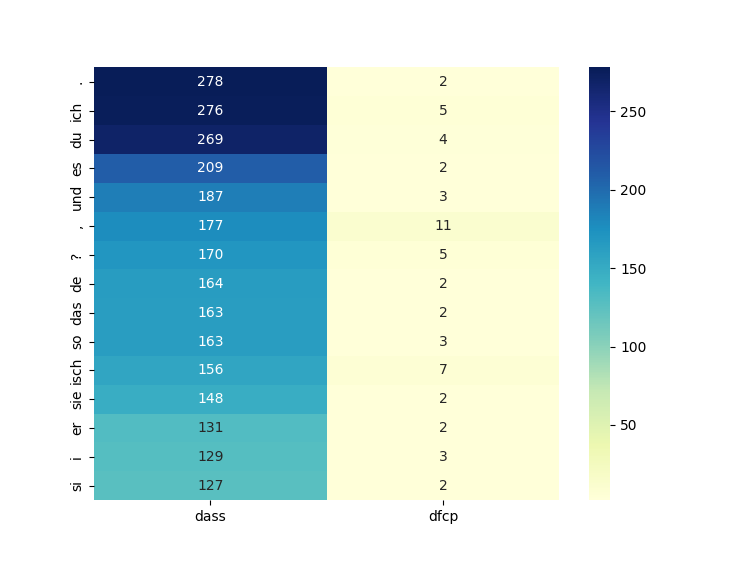 . 278 2
ich 276 5
du 269 4
es 209 2
und 187 3
, 177 11
? 170 5
de 164 2
das 163 2
so 163 3
isch 156 7
sie 148 2
er 131 2
i 129 3
si 127 2
dass dfcp
250
200
150
100
50